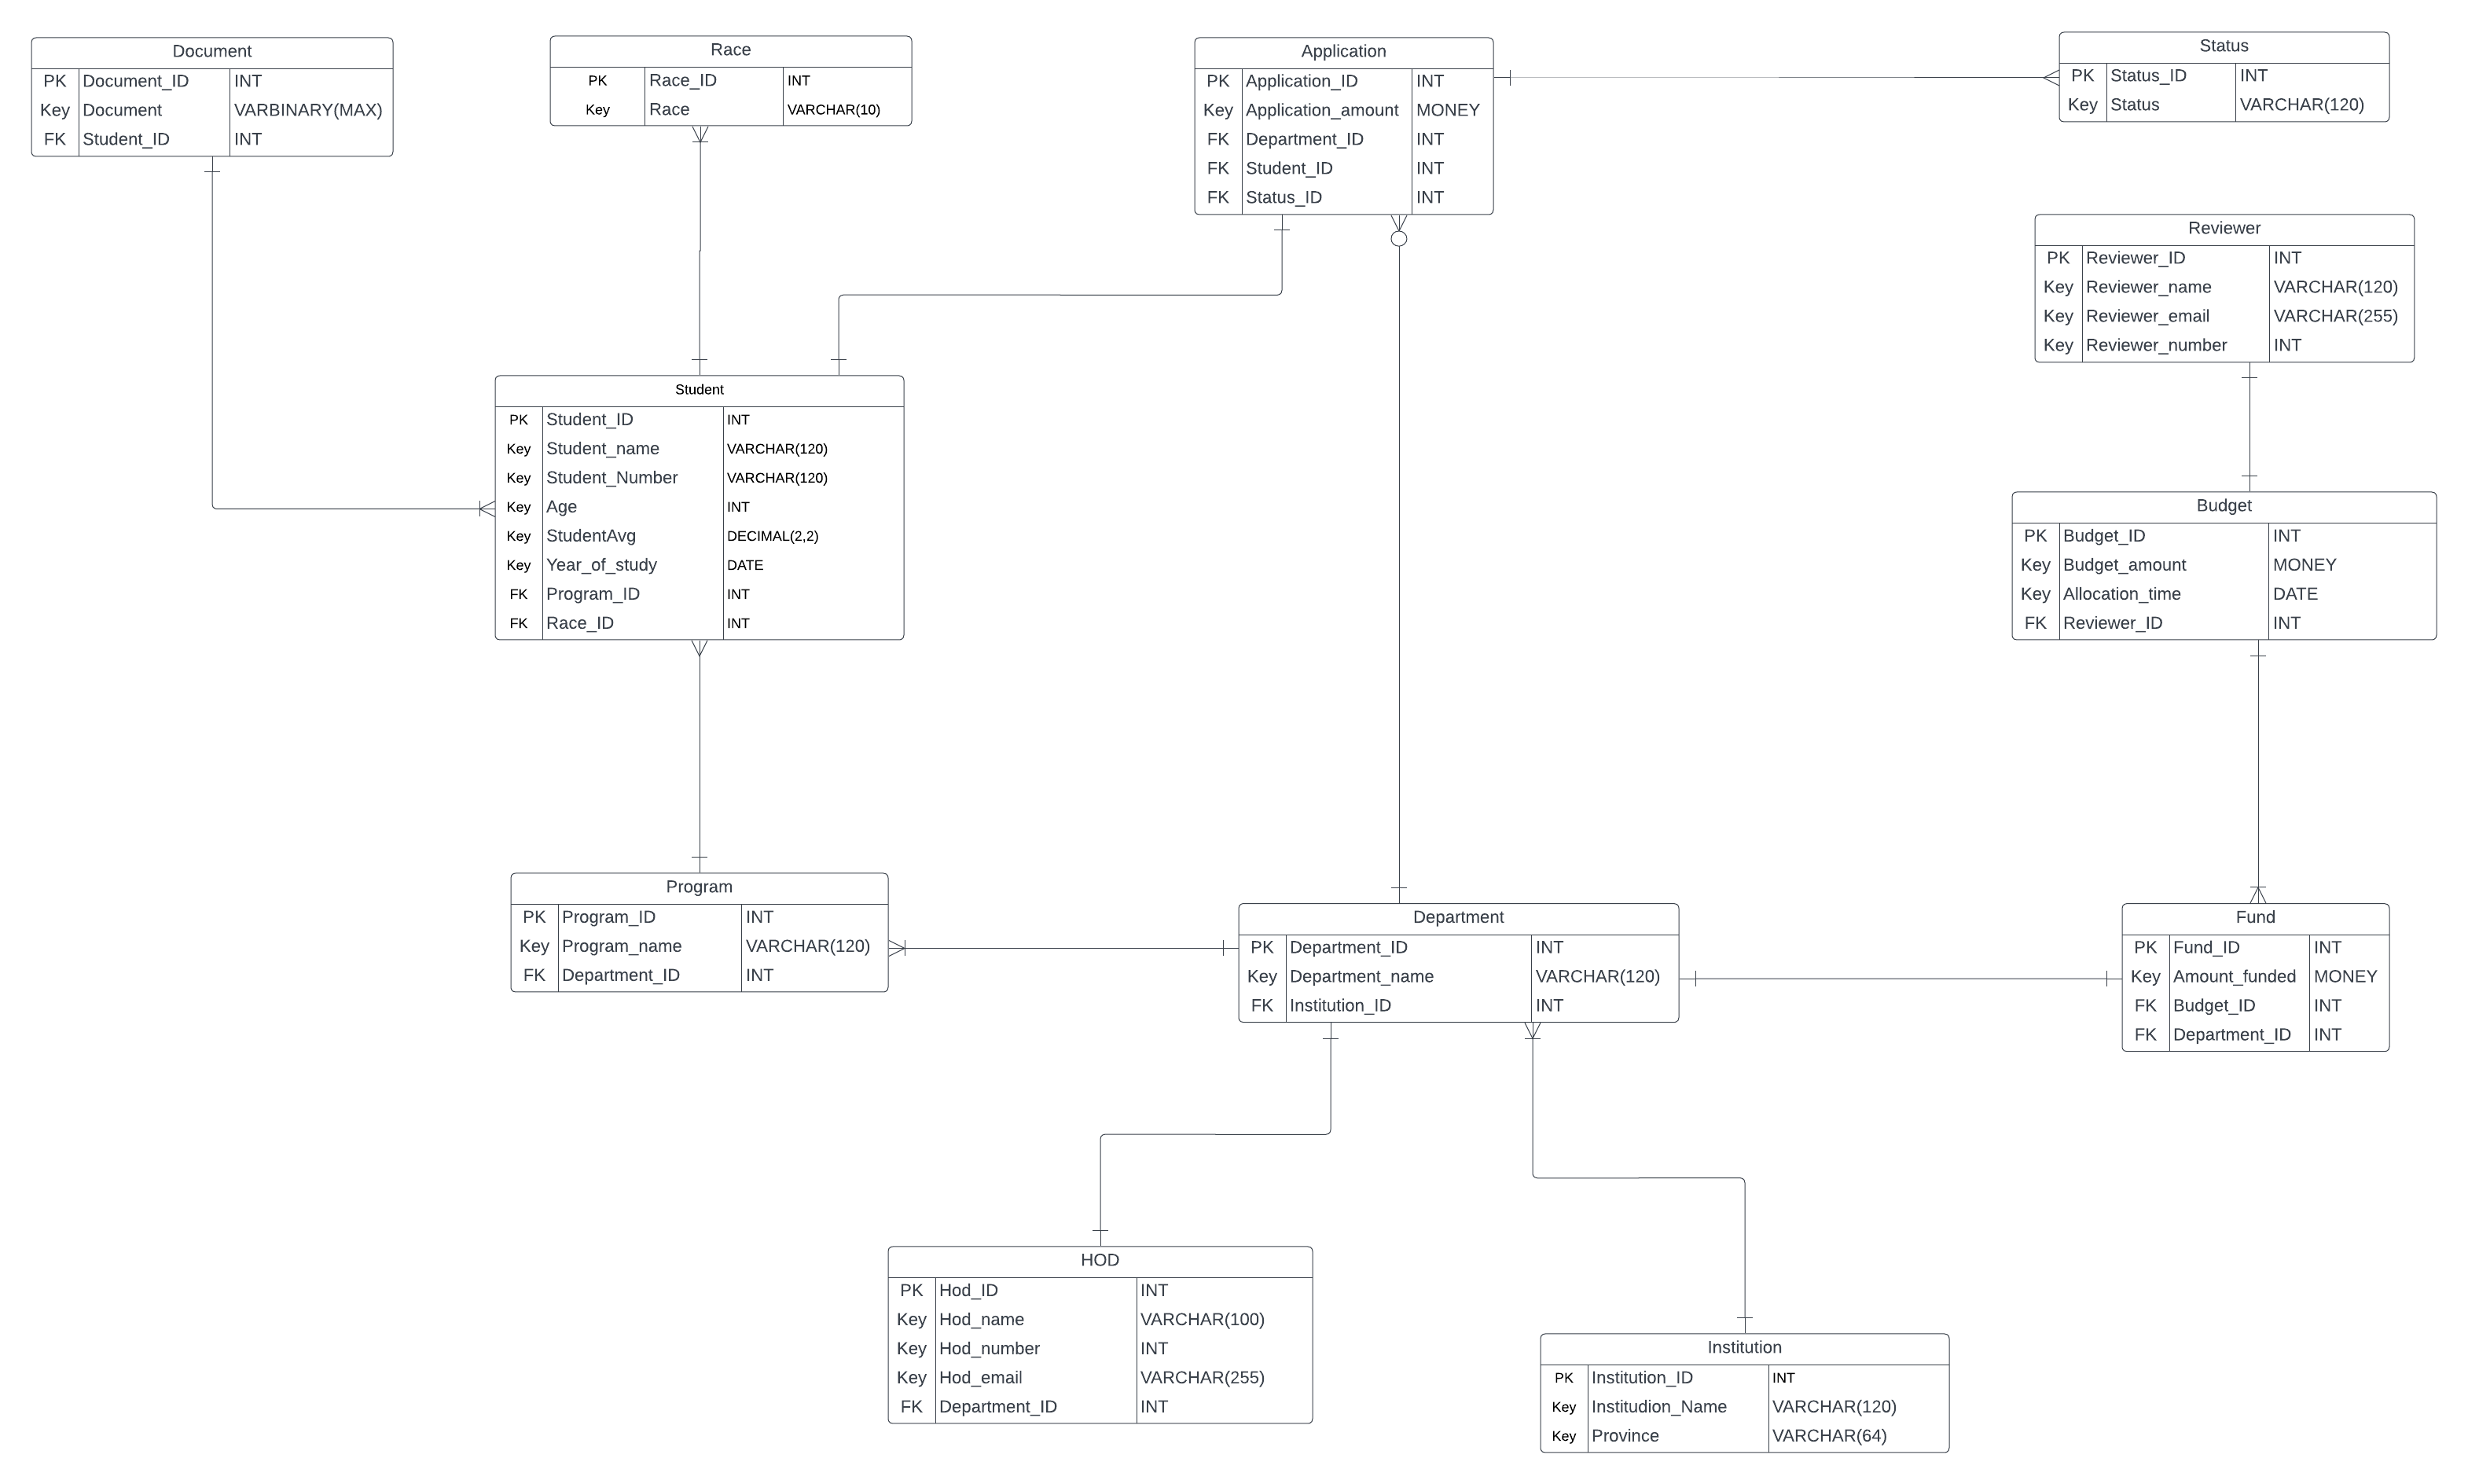 Document
PK Document_ID INT
Key Document VARBINARY(MAX)
FK Student_ID INT
Race
PK Race_ID INT
Key Race VARCHAR(10)
Application
PK Application_ID INT
Key Application_amount MONEY
FK Department_ID INT
FK Student_ID INT
FK Status_ID INT
Status
PK Status_ID INT
Key Status VARCHAR(120)
Reviewer
PK Reviewer_ID INT
Key Reviewer_name VARCHAR(120)
Key Reviewer_email VARCHAR(255)
Key Reviewer_number INT
Student
PK Student_ID INT
Key Student_name VARCHAR(120)
Key Student_Number VARCHAR(120)
Key Age INT
Key StudentAvg DECIMAL(2,2)
Key Year_of_study DATE
FK Program_ID INT
FK Race_ID INT
Budget
PK Budget_ID INT
Key Budget_amount MONEY
Key Allocation_time DATE
FK Reviewer_ID INT
Program
PK Program_ID INT
Key Program_name VARCHAR(120)
FK Department_ID INT
Department
PK Department_ID INT
Key Department_name VARCHAR(120)
FK Institution_ID INT
Fund
PK Fund_ID INT
Key Amount_funded MONEY
FK Budget_ID INT
FK Department_ID INT
HOD
PK Hod_ID INT
Key Hod_name VARCHAR(100)
Key Hod_number INT
Key Hod_email VARCHAR(255)
FK Department_ID INT
Institution
PK Institution_ID INT
Key Institudion_Name VARCHAR(120)
Key Province VARCHAR(64)